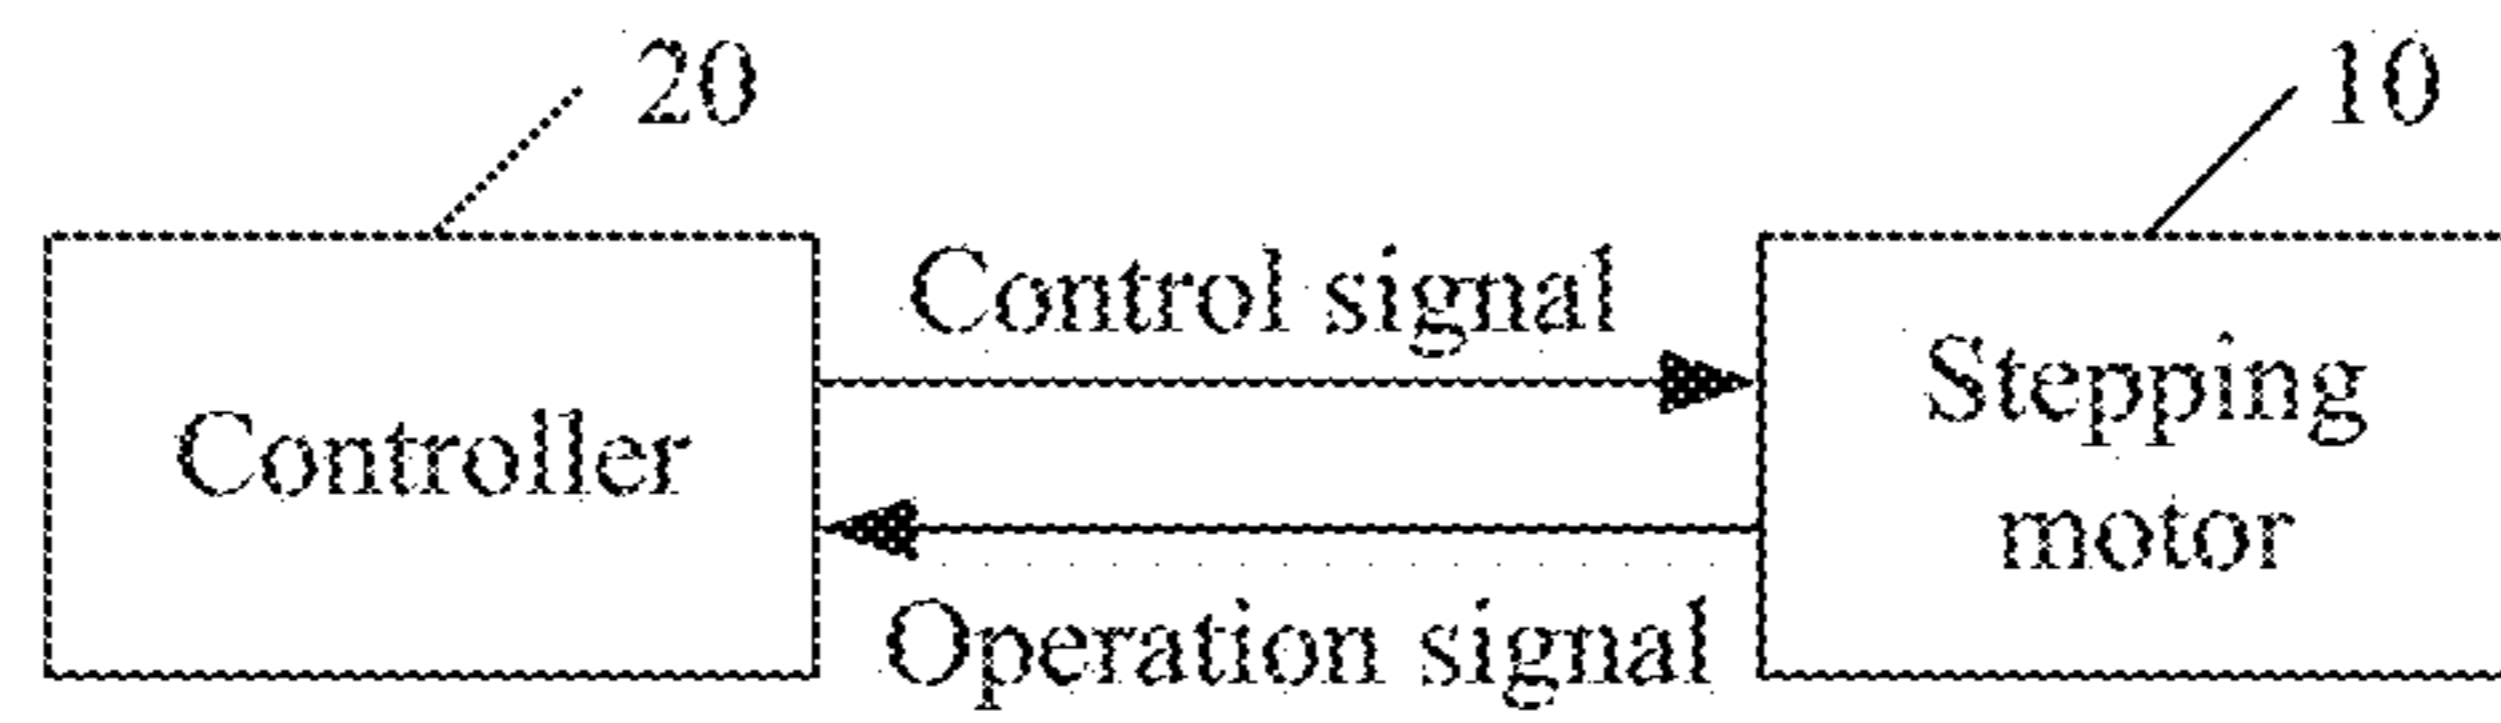 20
10
Control signal
Controller
Stepping
motor
Operation signal